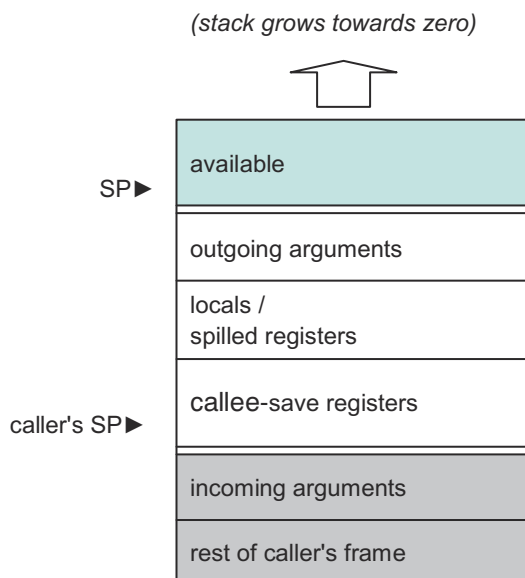 (stack grows towards zero)
available
SP►
outgoing arguments
locals /
spilled registers
callee-save registers
caller's SP►
incoming arguments
rest of caller's frame